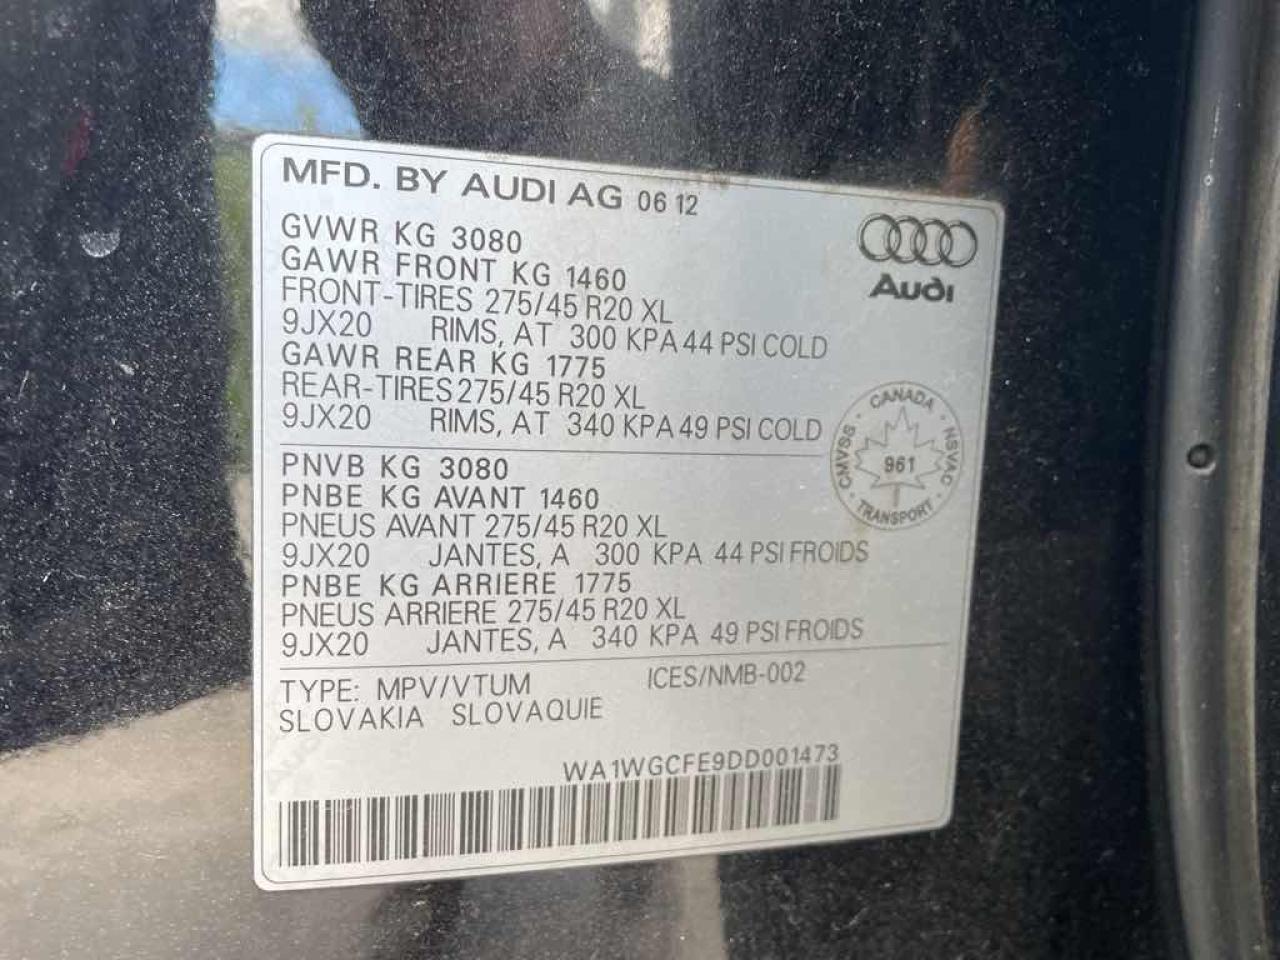 MFD. BY AUDI AG 06 12
GVWR KG 3080
GAWR FRONT KG 1460
FRONT-TIRES 275/45 R20 XL
9JX20 RIMS, AT 300 KPA 44 PSI COLD
GAWR REAR KG 1775
REAR-TIRES 275/45 R20 XL
9JX20 RIMS, AT 340 KPA 49 PSI COLD
Audi
CANADA
CMVSS
NSVAC
961
TRANSPORT
PNVB KG 3080
PNBE KG AVANT 1460
PNEUS AVANT 275/45 R20 XL
9JX20 JANTES, A 300 KPA 44 PSI FROIDS
PNBE KG ARRIERE 1775
PNEUS ARRIERE 275/45 R20 XL
9JX20 JANTES, A 340 KPA 49 PSI FROIDS
TYPE: MPV/VTUM ICES/NMB-002
SLOVAKIA SLOVAQUIE
WA1WGCFE9DD001473